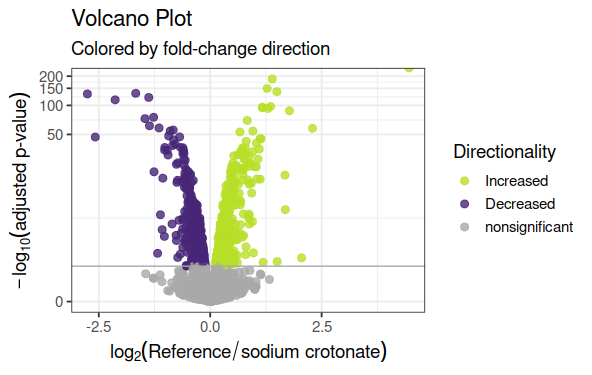 Volcano Plot
Colored by fold-change direction
−log10(adjusted p-value)
200
150
100
50
0
-2.5
0.0
2.5
log2(Reference/sodium crotonate)
Directionality
Increased
Decreased
nonsignificant